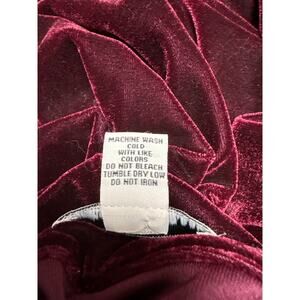 MACHINE WASH
COLD
WITH LIKE
COLORS
DO NOT BLEACH
TUMBLE DRY LOW
DO NOT IRON